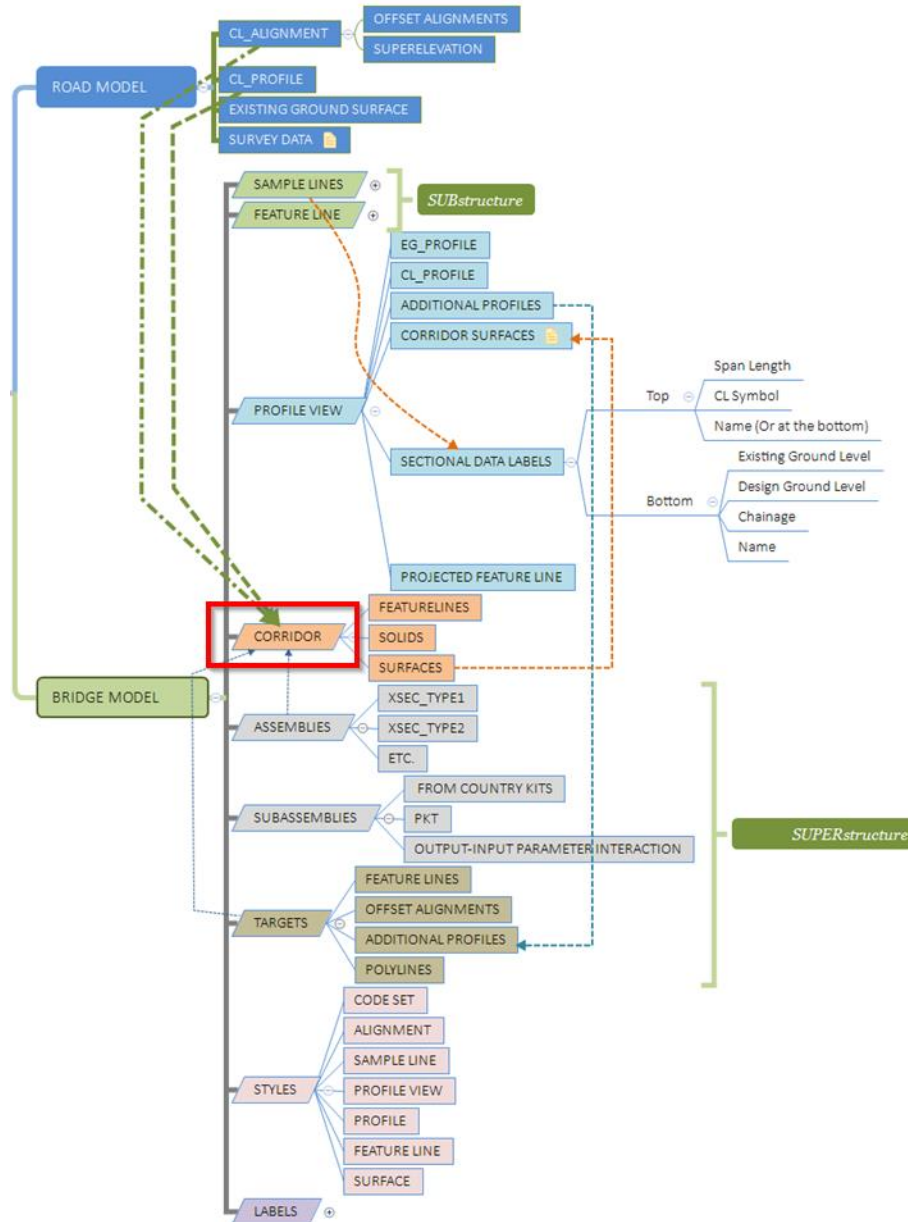 OFFSET ALIGNMENTS
CL_ALIGNMENT
SUPERELEVATION
ROAD MODEL
CL_PROFILE
EXISTING GROUND SURFACE
SURVEY DATA
SAMPLE LINES
SUBstructure
FEATURE LINE
EG_PROFILE
CL_PROFILE
ADDITIONAL PROFILES
CORRIDOR SURFACES
PROFILE VIEW
SECTIONAL DATA LABELS
Top
Span Length
CL Symbol
Name (Or at the bottom)
Bottom
Existing Ground Level
Design Ground Level
Chainage
Name
PROJECTED FEATURE LINE
CORRIDOR
FEATURELINES
SOLIDS
SURFACES
BRIDGE MODEL
ASSEMBLIES
XSEC_TYPE1
XSEC_TYPE2
ETC.
SUBASSEMBLIES
FROM COUNTRY KITS
PKT
OUTPUT-INPUT PARAMETER INTERACTION
SUPERstructure
TARGETS
FEATURE LINES
OFFSET ALIGNMENTS
ADDITIONAL PROFILES
POLYLINES
STYLES
CODE SET
ALIGNMENT
SAMPLE LINE
PROFILE VIEW
PROFILE
FEATURE LINE
SURFACE
LABELS